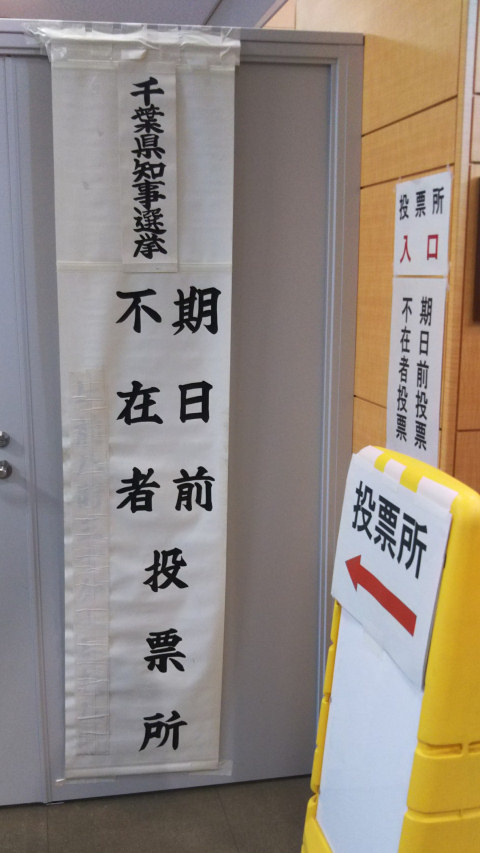 千葉県知事選挙
期日前
不在者
投票所
投票所
入口
期日前投票
不在者投票
投票所